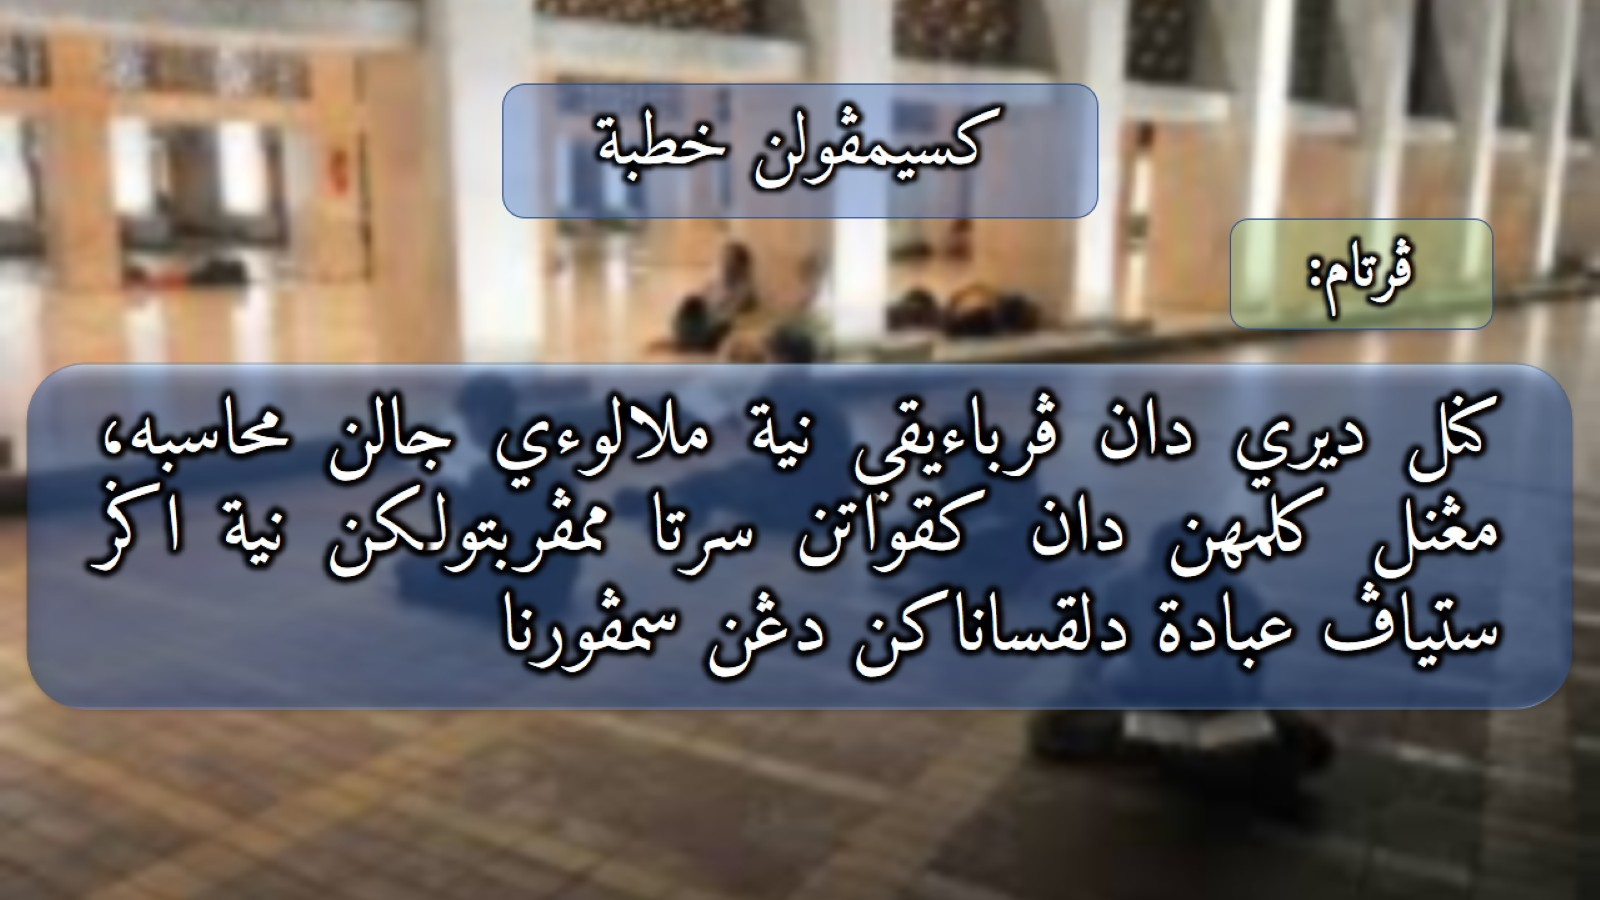 کسيمڤولن خطبة
ڤرتام:
کنل ديري دان ڤرباءيقي نية ملالوءي جالن محاسبه،
مڠنل کلمهن دان کقواتن سرتا ممڤربتولکن نية اݢر
ستياڤ عبادة دلقساناکن دڠن سمڤورنا